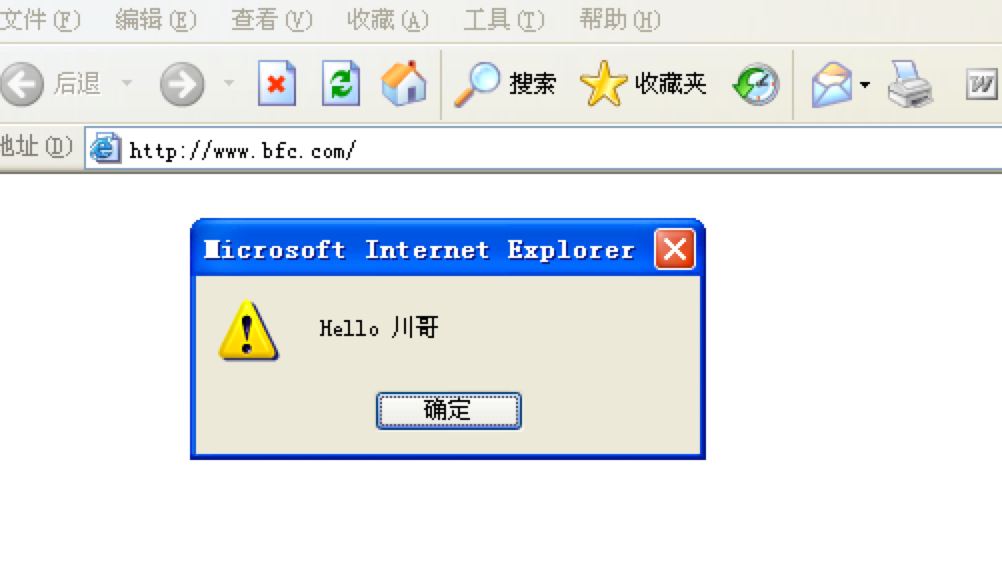 文件(F) 编辑(E) 查看(V) 收藏(A) 工具(T) 帮助(H)
后退 搜索 收藏夹 W
地址(D) http://www.bfc.com/
Microsoft Internet Explorer
Hello 川哥
确定